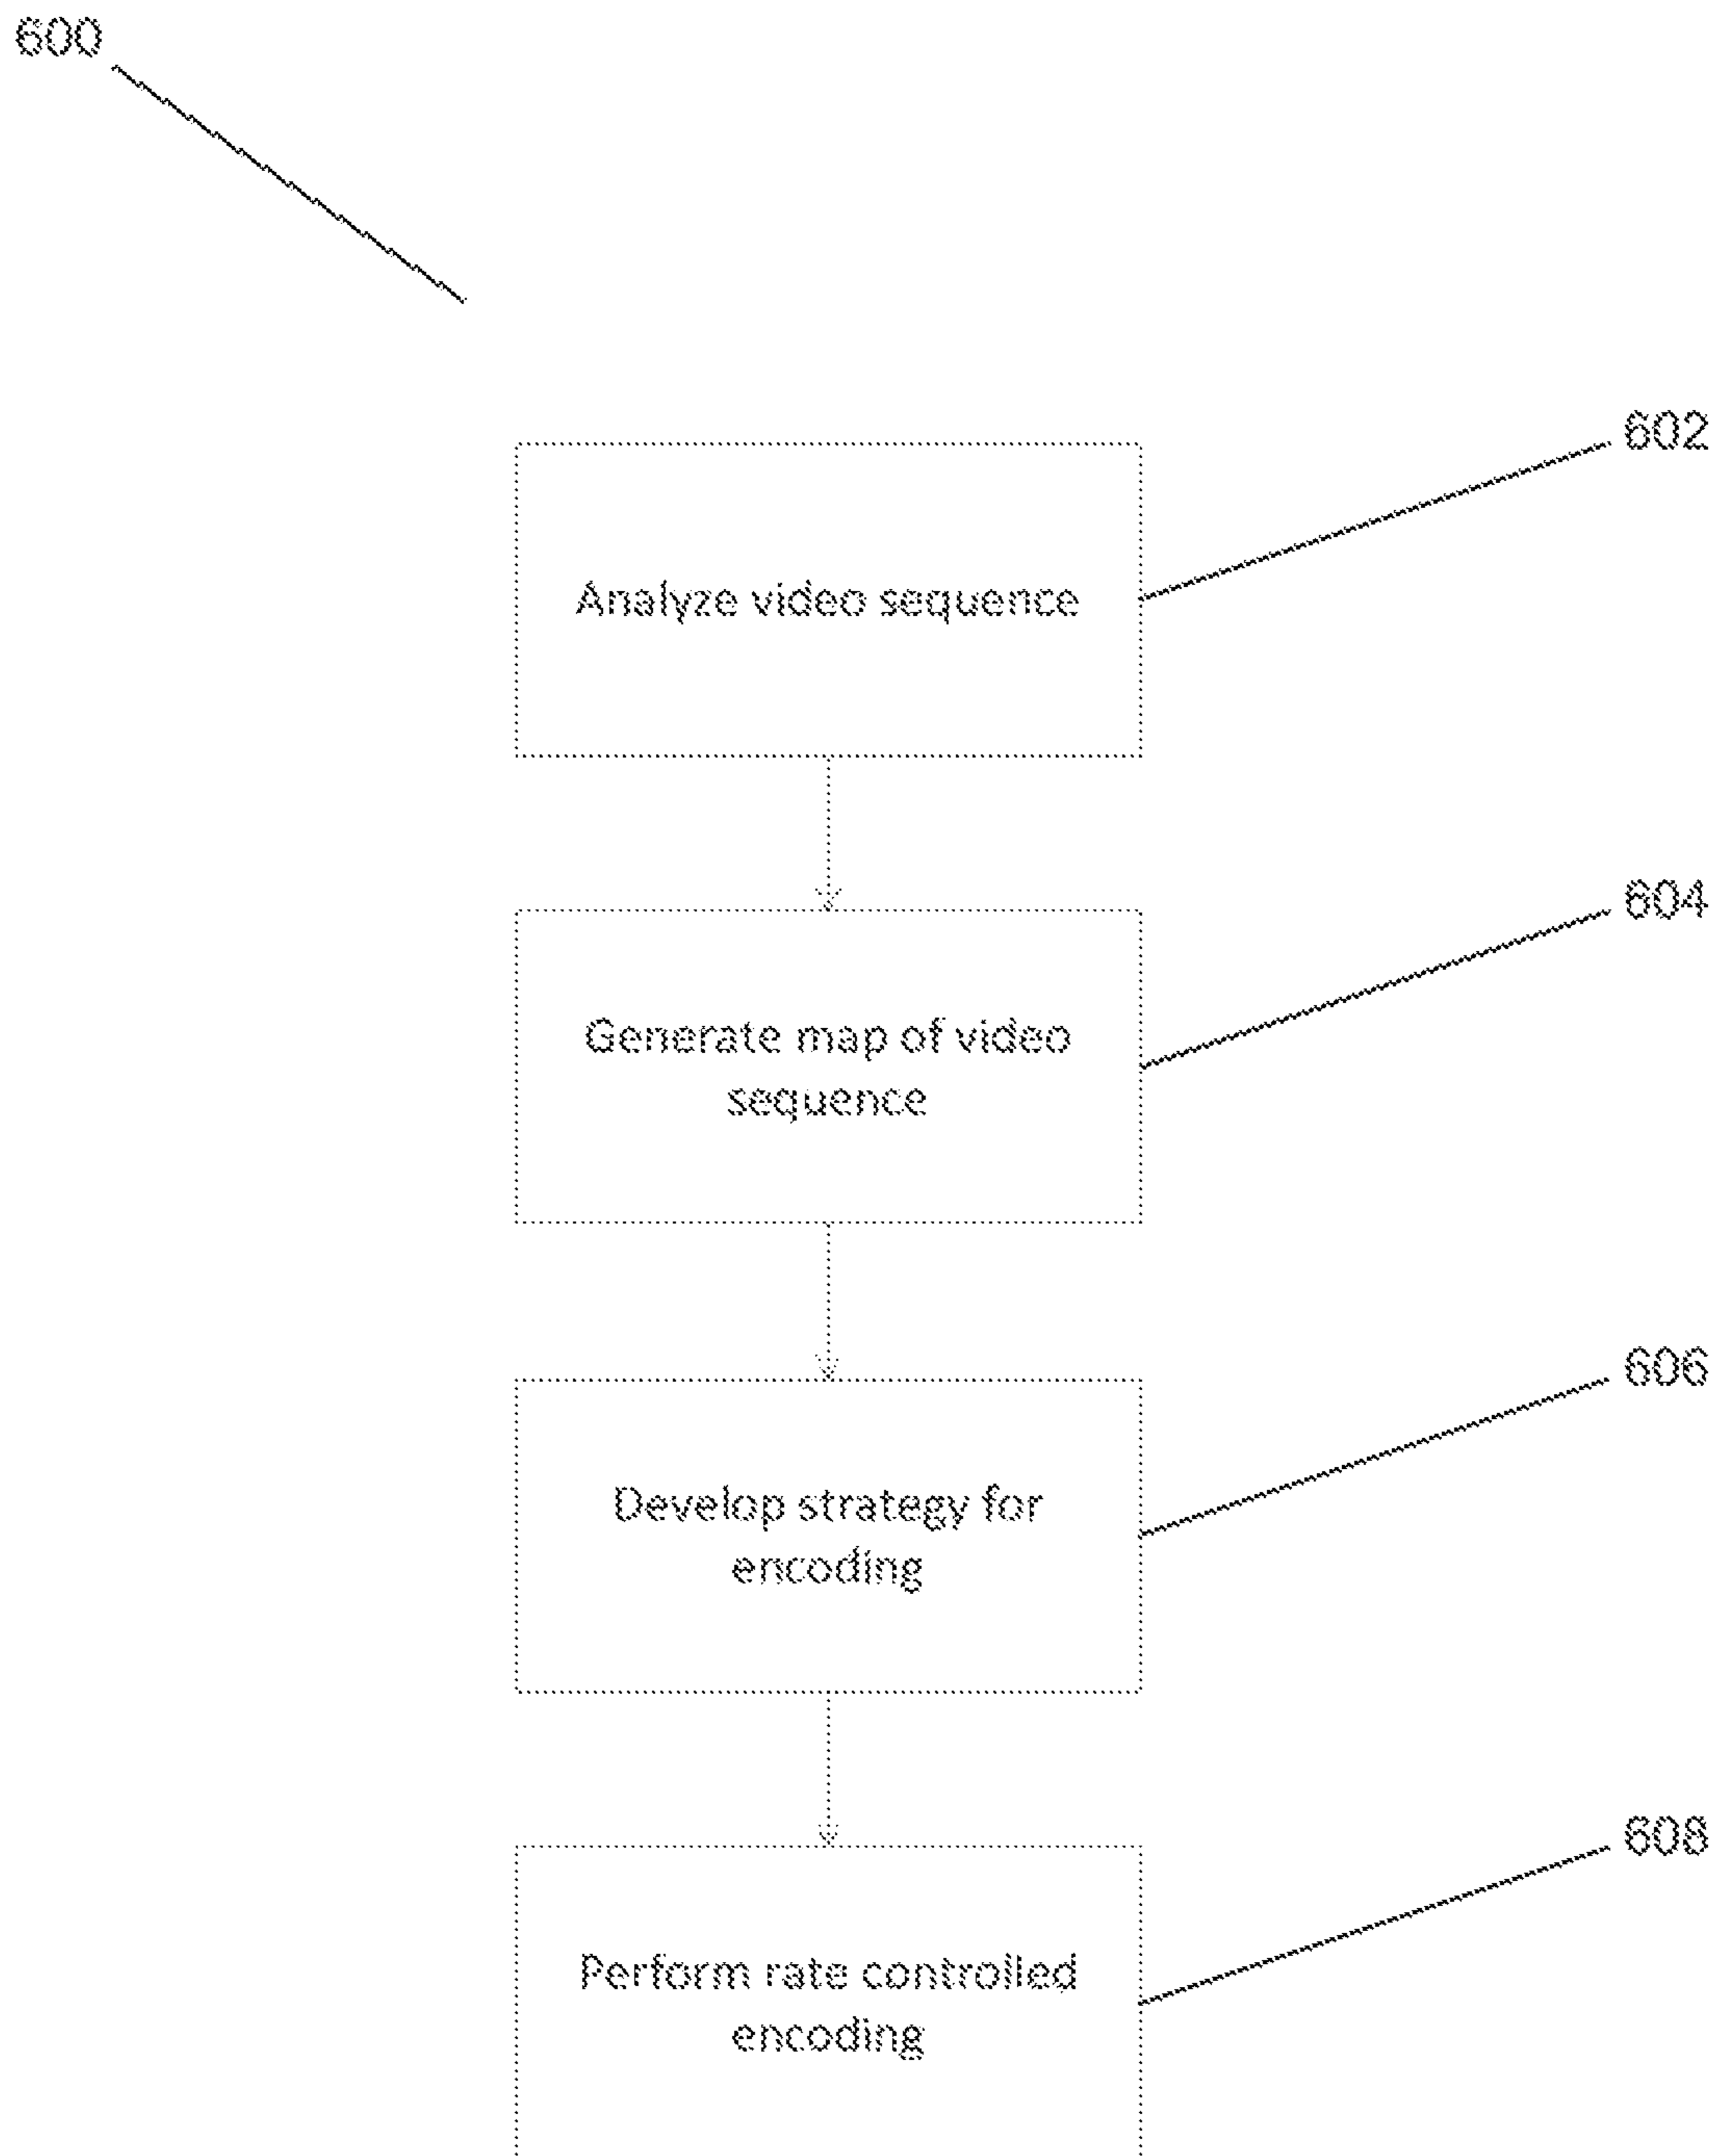 600
602
Analyze video sequence
604
Generate map of video
sequence
606
Develop strategy for
encoding
608
Perform rate controlled
encoding